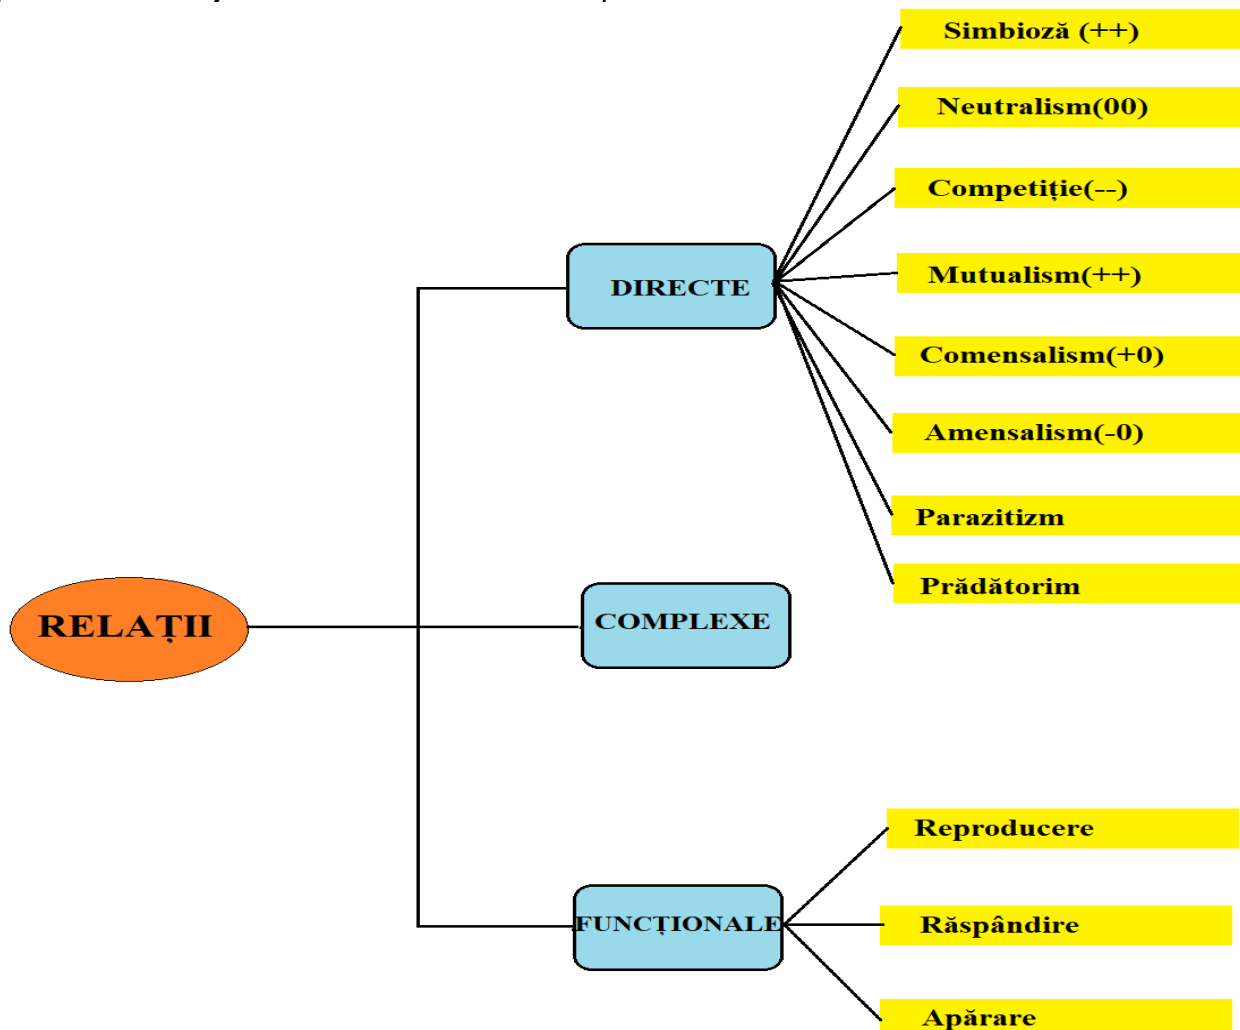 Simbioză (++)
Neutralism(00)
Competiție(--)
DIRECTE
Mutualism(++)
Comensalism(+0)
Amensalism(-0)
Parazitizm
Prădătorim
RELAȚII
COMPLEXE
Reproducere
FUNCȚIONALE
Răspândire
Apărare